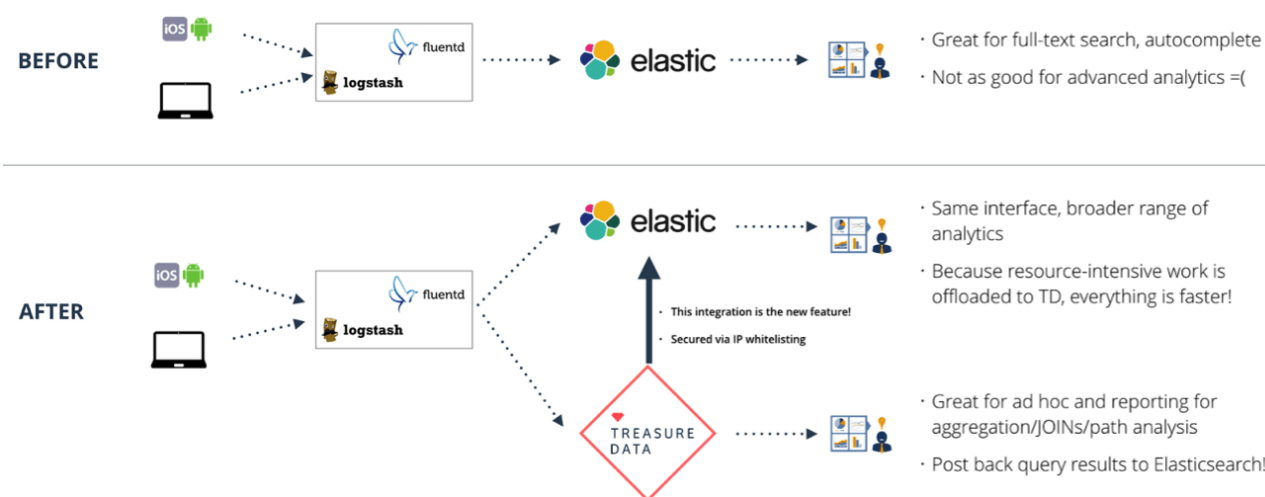 BEFORE
iOS
fluentd
logstash
elastic
· Great for full-text search, autocomplete
· Not as good for advanced analytics =(
AFTER
iOS
fluentd
logstash
elastic
· Same interface, broader range of
analytics
· Because resource-intensive work is
offloaded to TD, everything is faster!
· This integration is the new feature!
· Secured via IP whitelisting
TREASURE
DATA
· Great for ad hoc and reporting for
aggregation/JOINs/path analysis
· Post back query results to Elasticsearch!